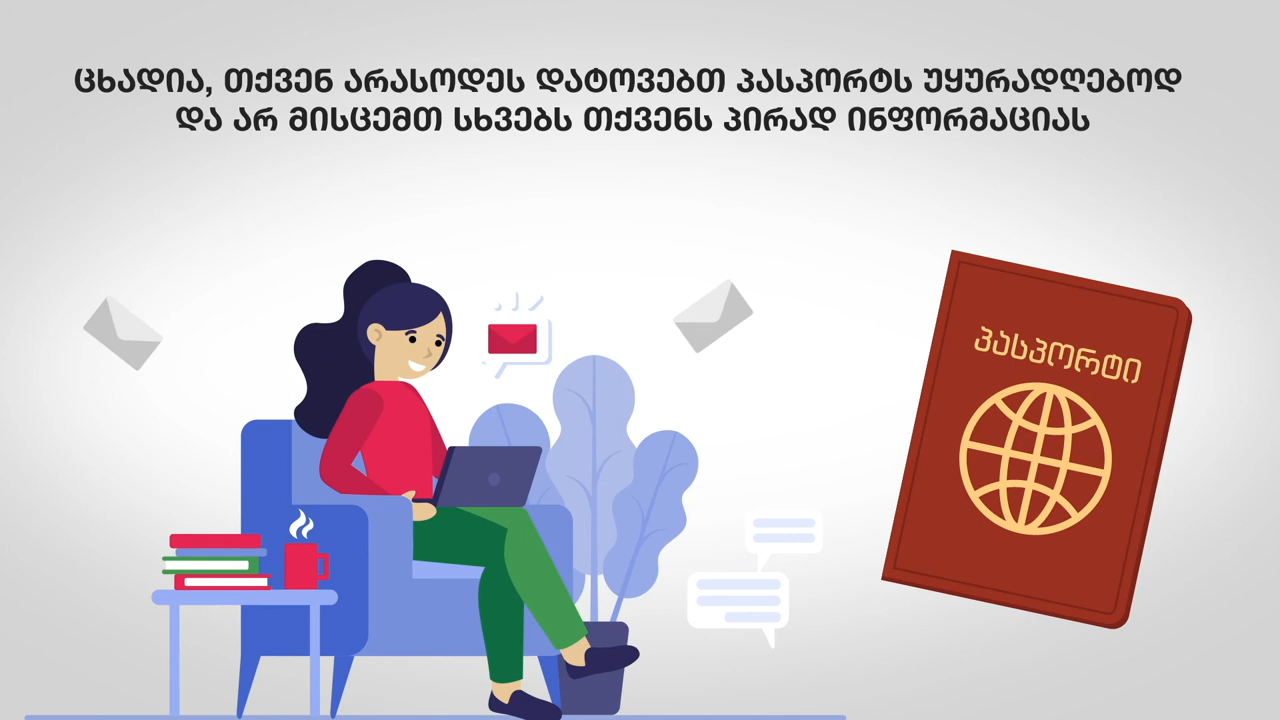 ცხადია, თქვენ არასოდეს დატოვებთ პასპორტს უყურადღებოდ
და არ მისცემთ სხვებს თქვენს პირად ინფორმაციას
პასპორტი